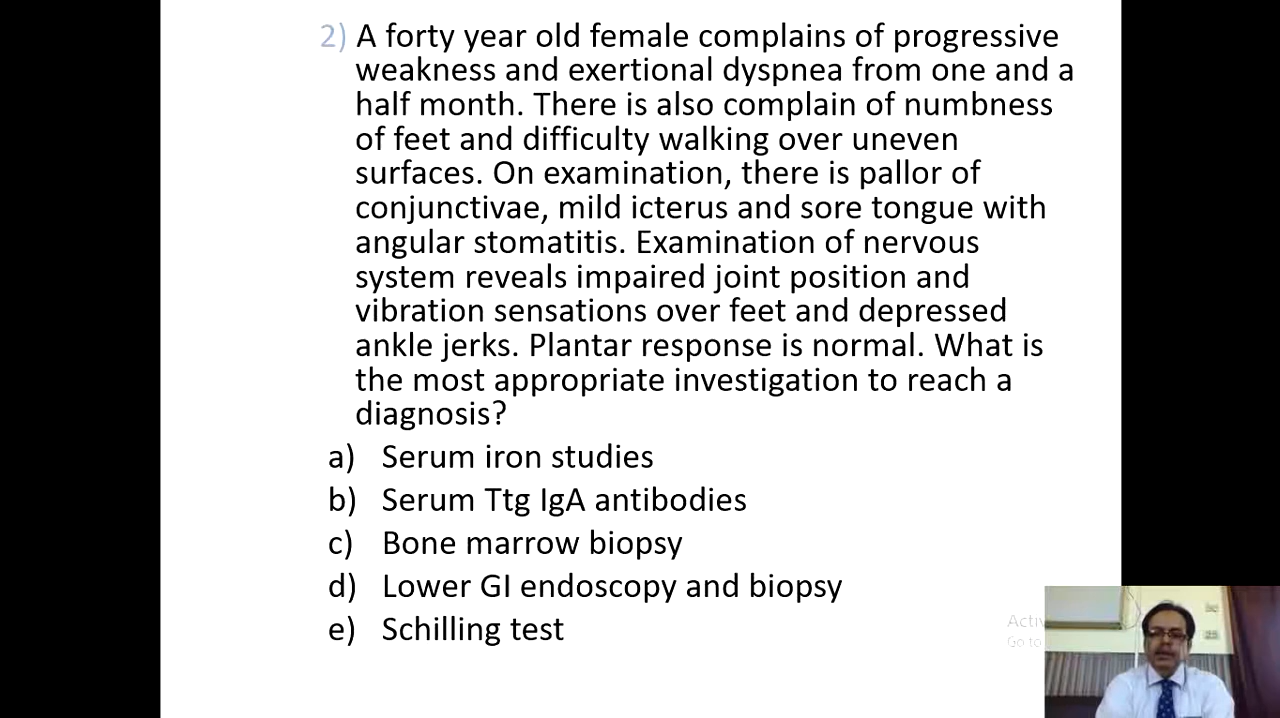 2) A forty year old female complains of progressive
weakness and exertional dyspnea from one and a
half month. There is also complain of numbness
of feet and difficulty walking over uneven
surfaces. On examination, there is pallor of
conjunctivae, mild icterus and sore tongue with
angular stomatitis. Examination of nervous
system reveals impaired joint position and
vibration sensations over feet and depressed
ankle jerks. Plantar response is normal. What is
the most appropriate investigation to reach a
diagnosis?
a) Serum iron studies
b) Serum Ttg IgA antibodies
c) Bone marrow biopsy
d) Lower GI endoscopy and biopsy
e) Schilling test
Go to